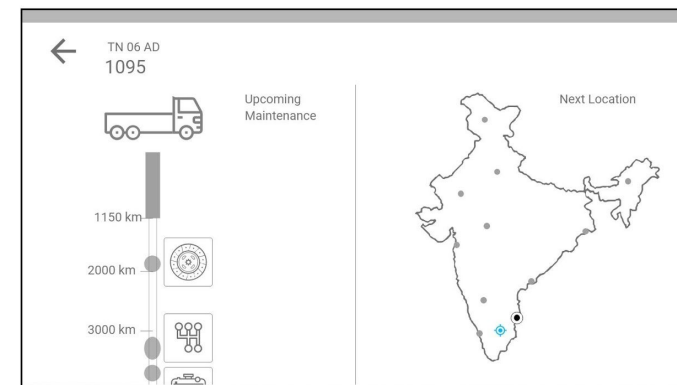 TN 06 AD
1095
Upcoming
Maintenance
Next Location
1150 km
2000 km
3000 km